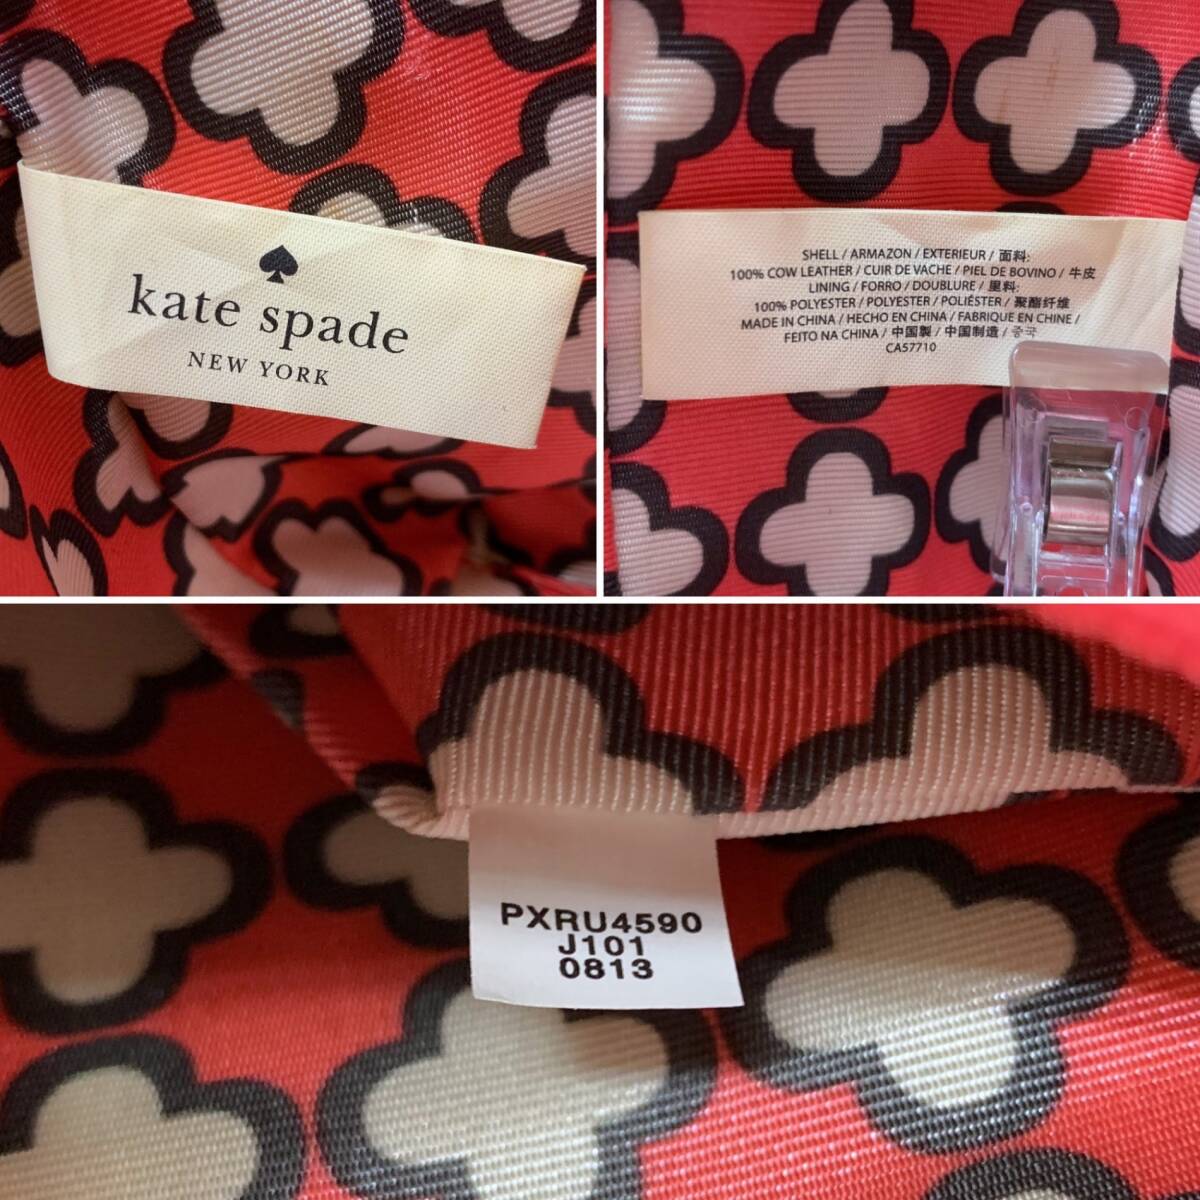 kate spade
NEW YORK
SHELL / ARMAZON / EXTERIEUR / 面料:
100% COW LEATHER / CUIR DE VACHE / PIEL DE BOVINO / 牛皮
LINING / FORRO / DOUBLURE / 里料:
100% POLYESTER / POLYESTER / POLIÉSTER / 聚酯纤维
MADE IN CHINA / HECHO EN CHINA / FABRIQUE EN CHINE /
FEITO NA CHINA / 中国製 / 中国制造 / 중국
CA57710
PXRU4590
J101
0813